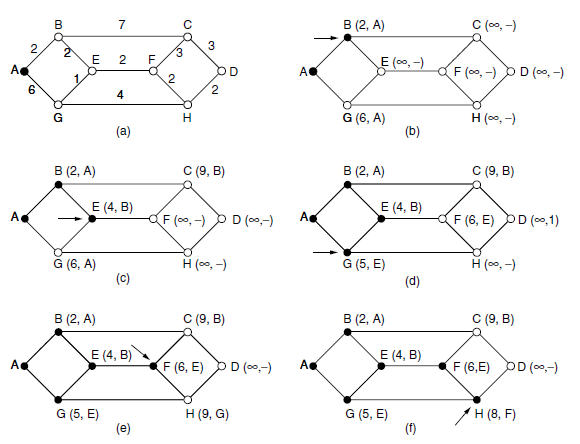 B 7 C
2 2 3 3
A E 2 F D
6 1 2 2
4
G H
(a)
B (2, A) C (∞, −)
A E (∞, −) F (∞, −) D (∞, −)
G (6, A) H (∞, −)
(b)
B (2, A) C (9, B)
E (4, B)
A F (∞, −) D (∞,−)
G (6, A) H (∞, −)
(c)
B (2, A) C (9, B)
E (4, B)
A F (6, E) D (∞,1)
G (5, E) H (∞, −)
(d)
B (2, A) C (9, B)
E (4, B)
A F (6, E) D (∞,−)
G (5, E) H (9, G)
(e)
B (2, A) C (9, B)
E (4, B)
A F (6,E) D (∞,−)
G (5, E) H (8, F)
(f)